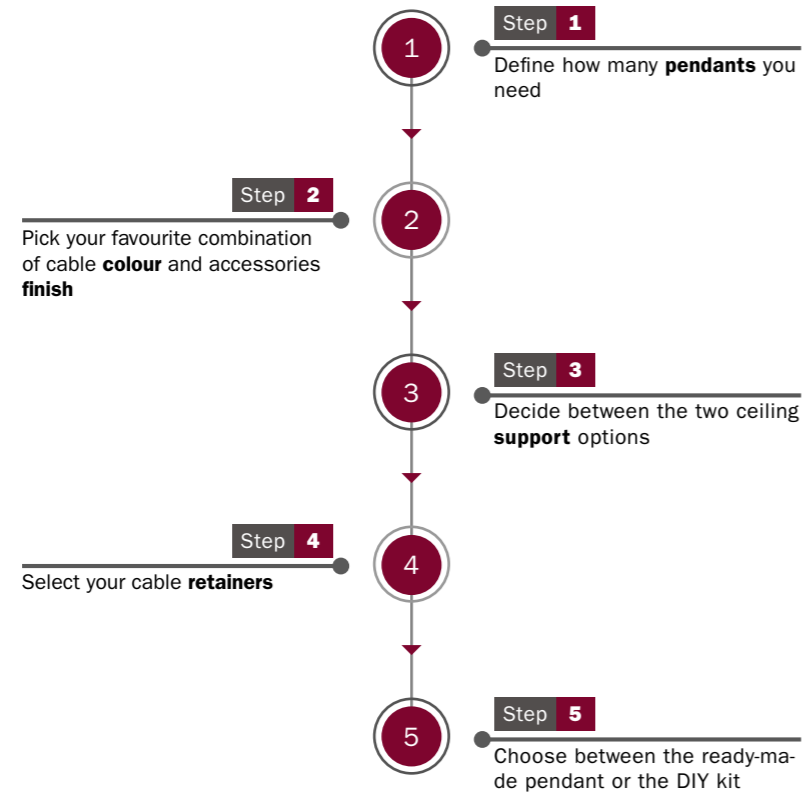 1
Step 1
Define how many pendants you
need
Step 2
2
Pick your favourite combination
of cable colour and accessories
finish
3
Step 3
Decide between the two ceiling
support options
Step 4
4
Select your cable retainers
5
Step 5
Choose between the ready-ma-
de pendant or the DIY kit